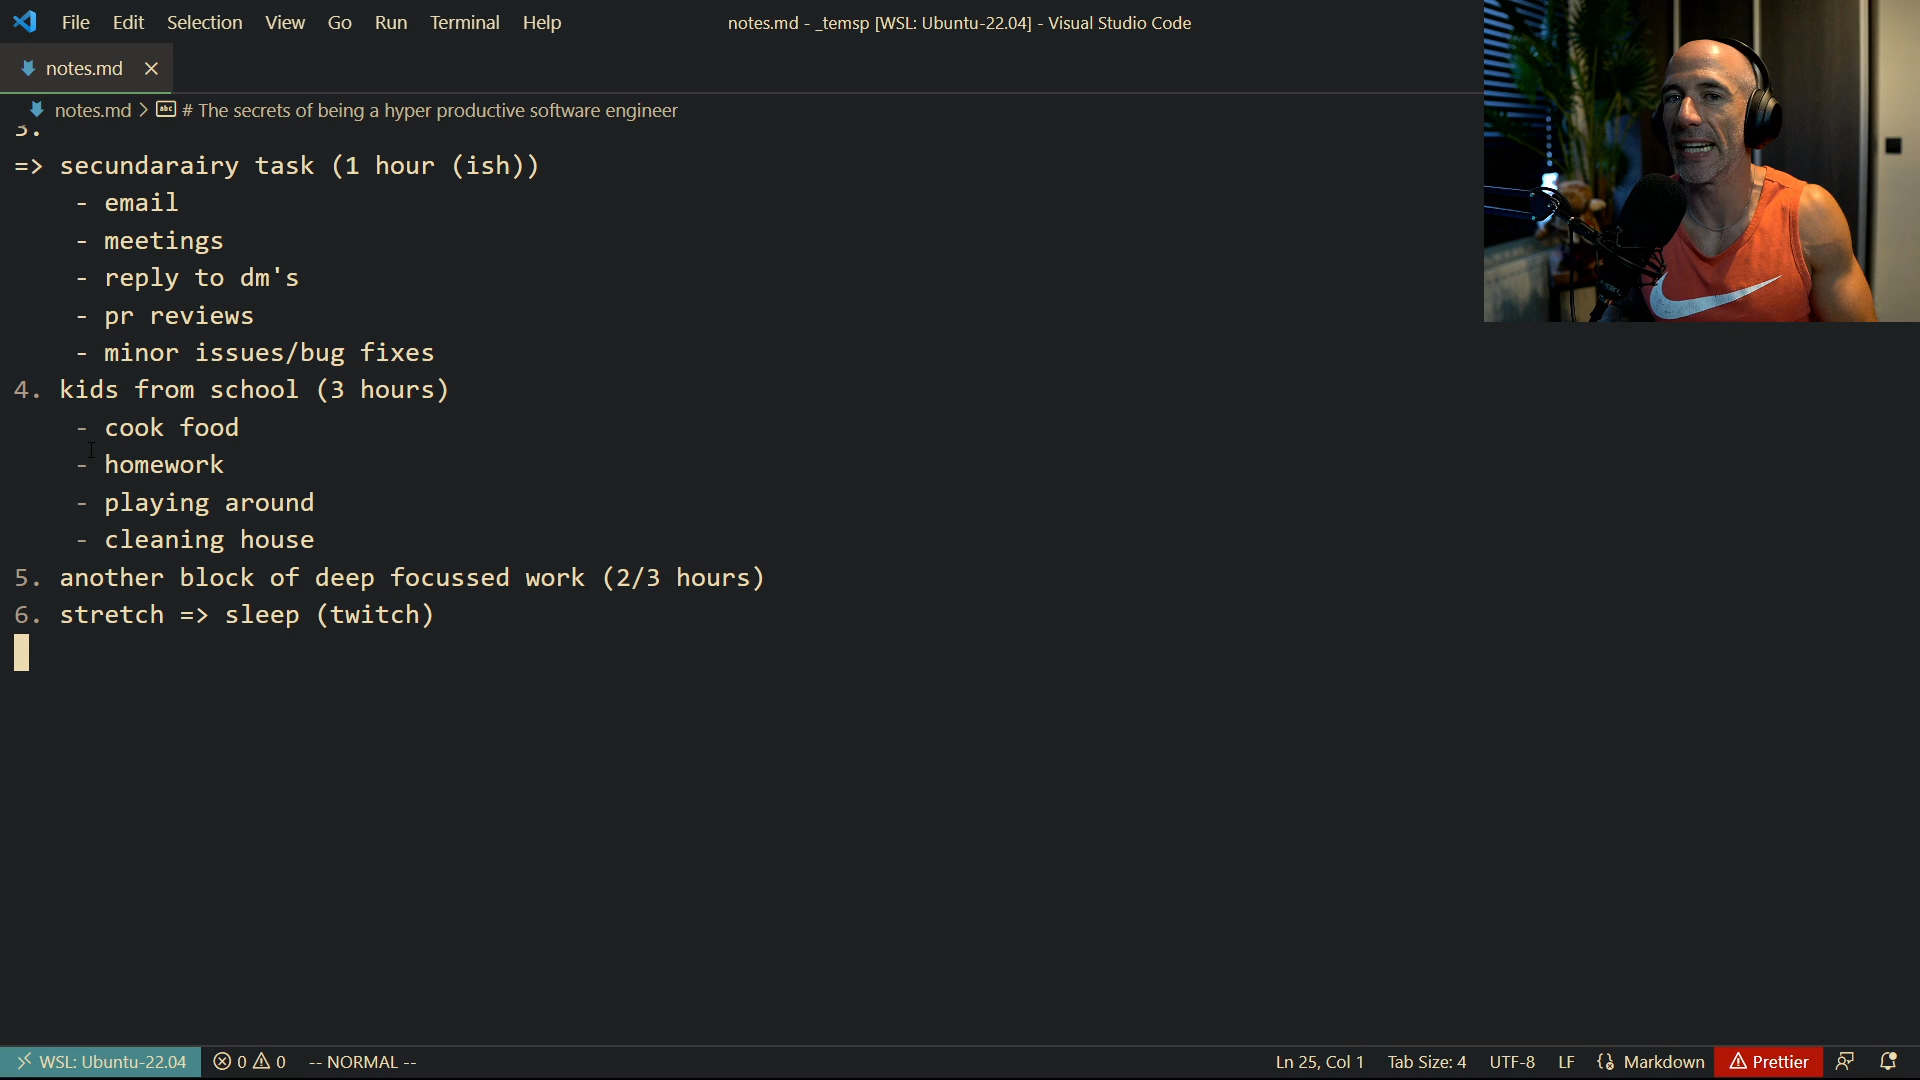 File Edit Selection View Go Run Terminal Help
notes.md - _temsp [WSL: Ubuntu-22.04] - Visual Studio Code
notes.md
notes.md > # The secrets of being a hyper productive software engineer
=> secundarairy task (1 hour (ish))
- email
- meetings
- reply to dm's
- pr reviews
- minor issues/bug fixes
4. kids from school (3 hours)
- cook food
- homework
- playing around
- cleaning house
5. another block of deep focussed work (2/3 hours)
6. stretch => sleep (twitch)
WSL: Ubuntu-22.04 0 0 -- NORMAL -- Ln 25, Col 1 Tab Size: 4 UTF-8 LF Markdown Prettier